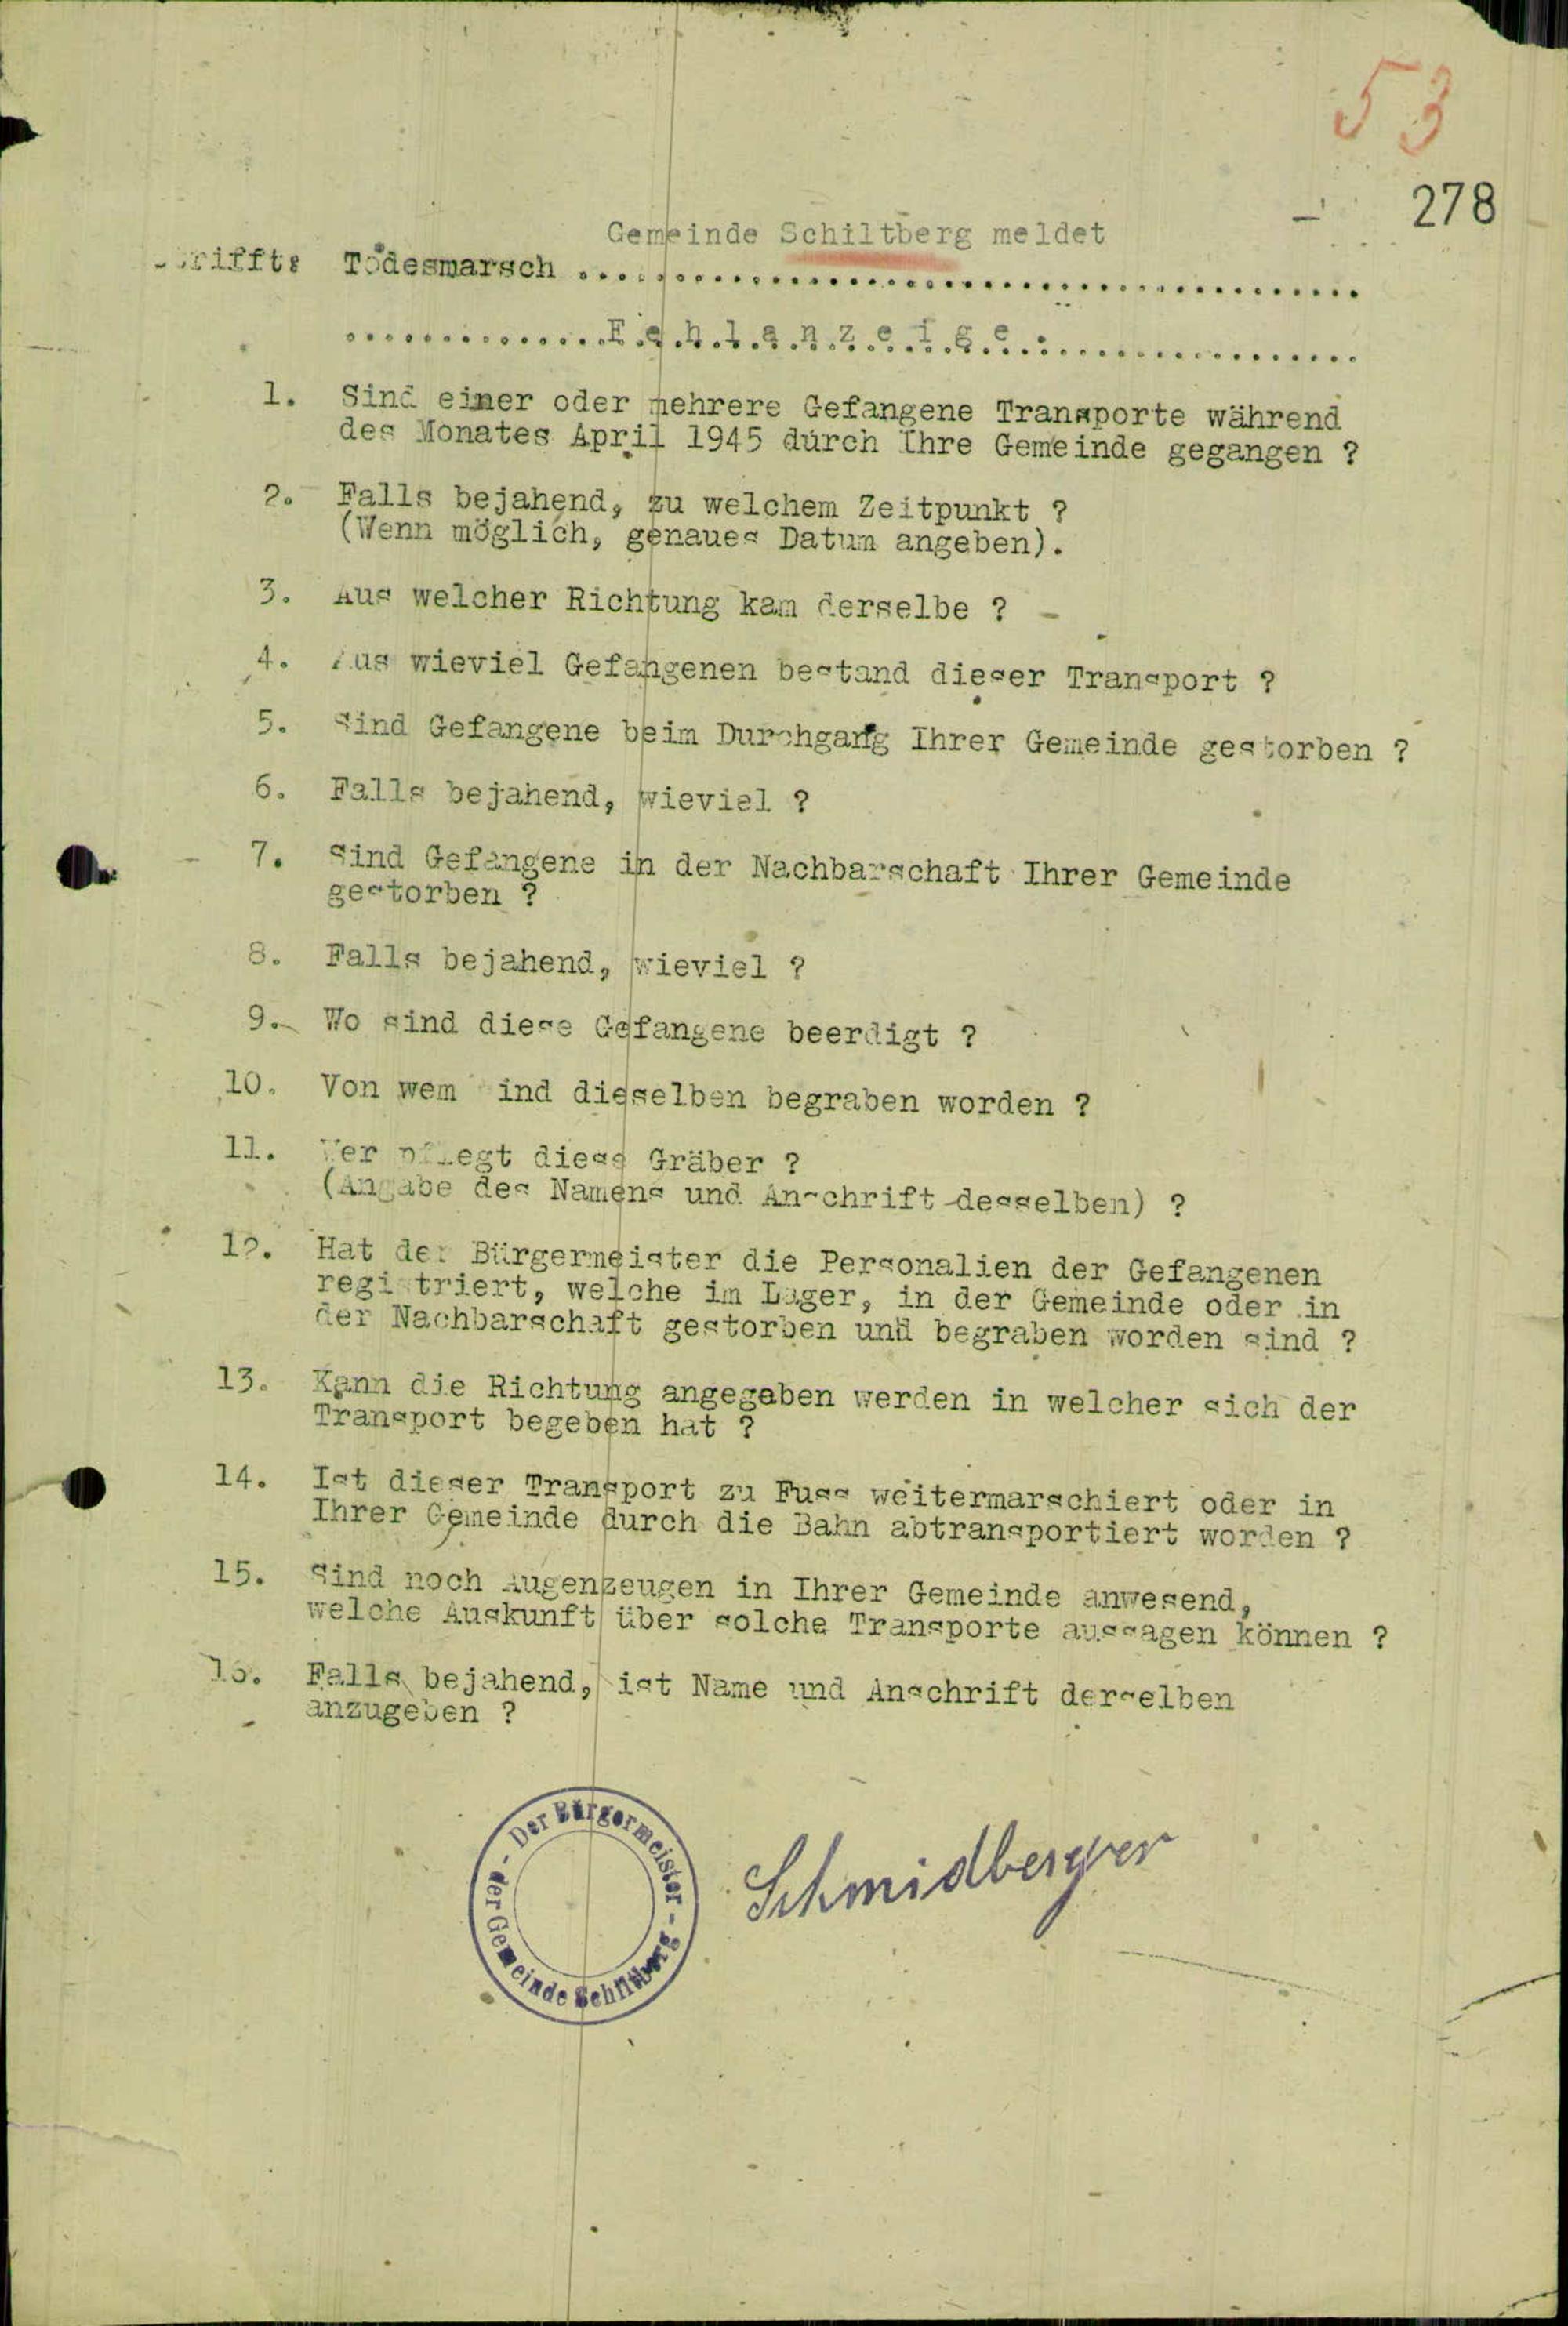 53
278
Gemeinde Schiltberg meldet
Todesmarsch ........................................
.............F.e.h.l.a.n.z.e.i.g.e.:................
1. Sind einer oder mehrere Gefangene Transporte während
des Monates April 1945 durch Ihre Gemeinde gegangen ?
2. Falls bejahend, zu welchem Zeitpunkt ?
(Wenn möglich, genaues Datum angeben).
3. Aus welcher Richtung kam derselbe ?
4. Aus wieviel Gefangenen bestand dieser Transport ?
5. Sind Gefangene beim Durchgang Ihrer Gemeinde gestorben ?
6. Falls bejahend, wieviel ?
7. Sind Gefangene in der Nachbarschaft Ihrer Gemeinde
gestorben ?
8. Falls bejahend, wieviel ?
9. Wo sind diese Gefangene beerdigt ?
10. Von wem sind dieselben begraben worden ?
11. Wer pflegt diese Gräber ?
(Angabe des Namens und Anschrift desselben) ?
12. Hat der Bürgermeister die Personalien der Gefangenen
registriert, welche im Lager, in der Gemeinde oder in
der Nachbarschaft gestorben und begraben worden sind ?
13. Kann die Richtung angegeben werden in welcher sich der
Transport begeben hat ?
14. Ist dieser Transport zu Fuss weitermarschiert oder in
Ihrer Gemeinde durch die Bahn abtransportiert worden ?
15. Sind noch Augenzeugen in Ihrer Gemeinde anwesend,
welche Auskunft über solche Transporte aussagen können ?
16. Falls bejahend, ist Name und Anschrift derselben
anzugeben ?
- Der Bürgermeister -
der Gemeinde Schiltberg
Schmidberger